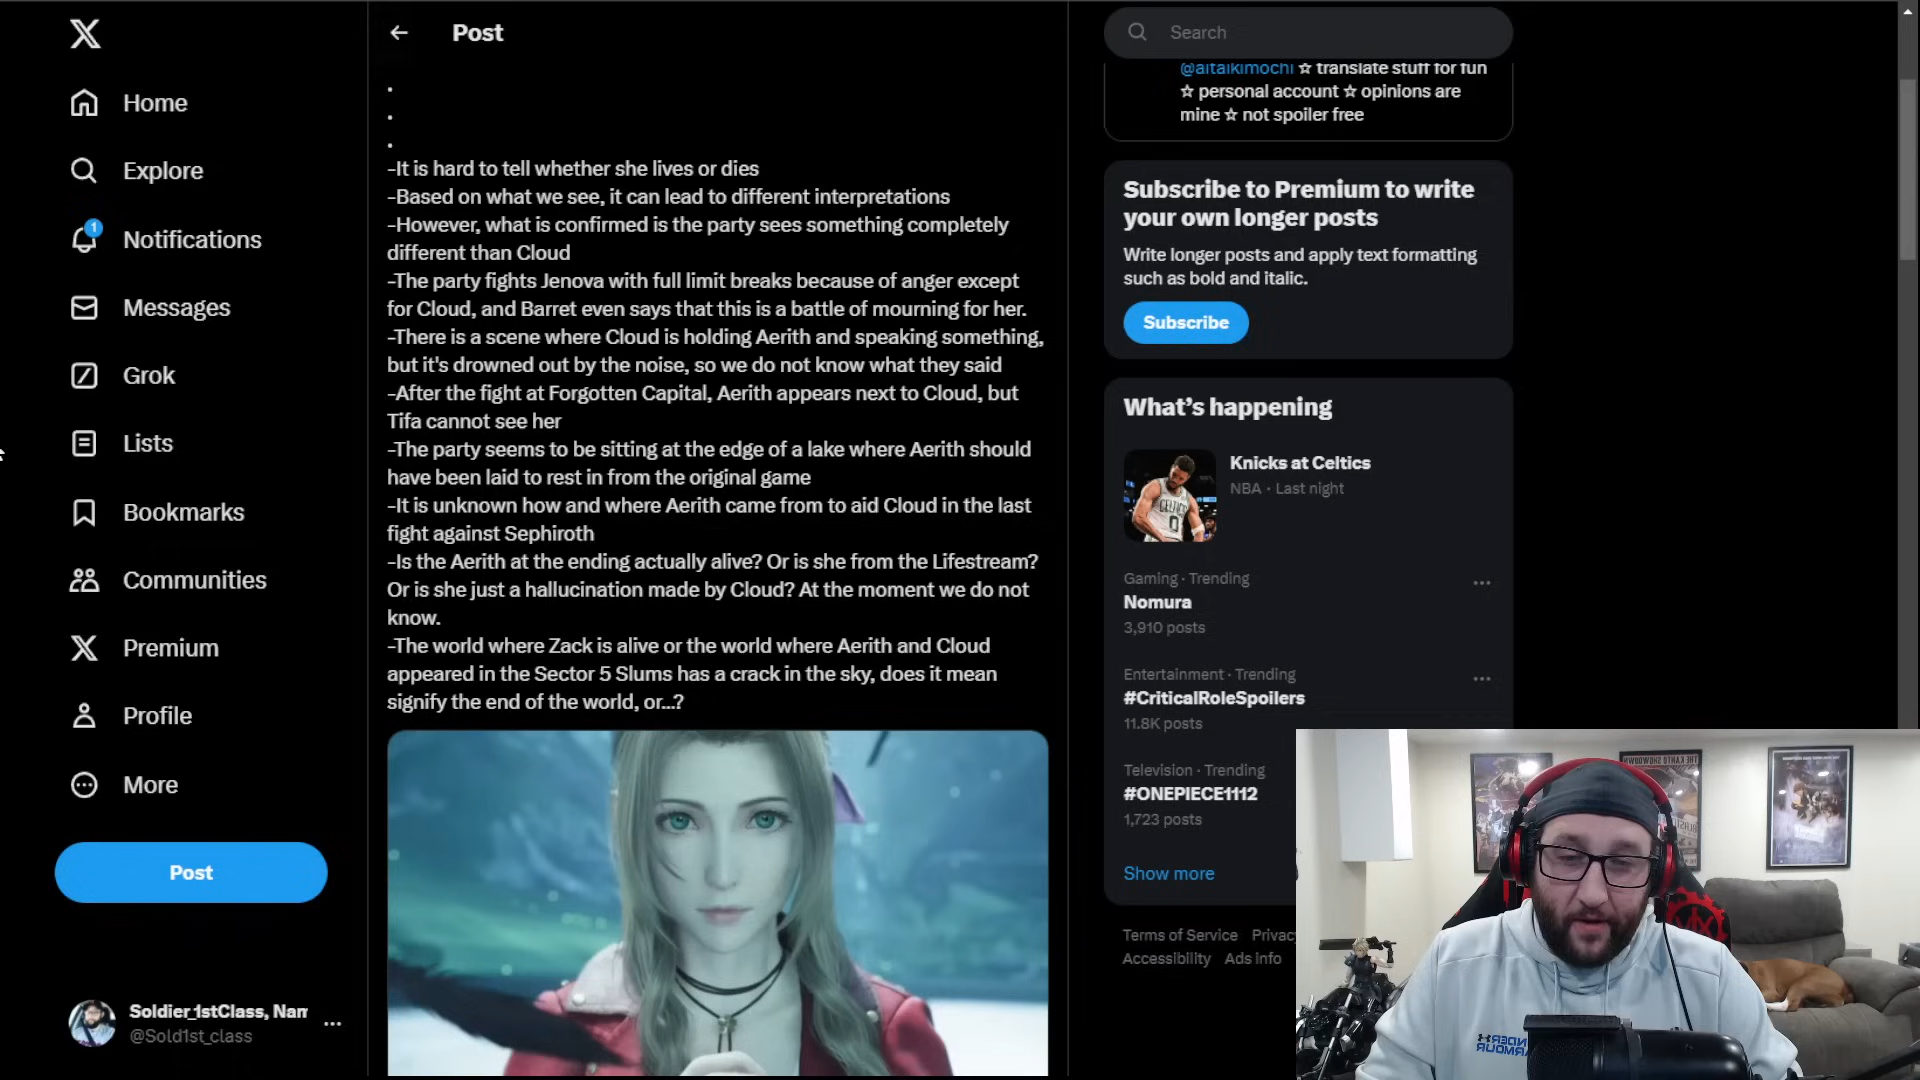 Home
Explore
1
Notifications
Messages
Grok
Lists
Bookmarks
Communities
Premium
Profile
More
Post
Soldier_1stClass, Nam
@Sold1st_class
Post
-It is hard to tell whether she lives or dies
-Based on what we see, it can lead to different interpretations
-However, what is confirmed is the party sees something completely
different than Cloud
-The party fights Jenova with full limit breaks because of anger except
for Cloud, and Barret even says that this is a battle of mourning for her.
-There is a scene where Cloud is holding Aerith and speaking something,
but it's drowned out by the noise, so we do not know what they said
-After the fight at Forgotten Capital, Aerith appears next to Cloud, but
Tifa cannot see her
-The party seems to be sitting at the edge of a lake where Aerith should
have been laid to rest in from the original game
-It is unknown how and where Aerith came from to aid Cloud in the last
fight against Sephiroth
-Is the Aerith at the ending actually alive? Or is she from the Lifestream?
Or is she just a hallucination made by Cloud? At the moment we do not
know.
-The world where Zack is alive or the world where Aerith and Cloud
appeared in the Sector 5 Slums has a crack in the sky, does it mean
signify the end of the world, or...?
Search
@aitaikimochi ☆ translate stuff for fun
☆ personal account ☆ opinions are
mine ☆ not spoiler free
Subscribe to Premium to write
your own longer posts
Write longer posts and apply text formatting
such as bold and italic.
Subscribe
What's happening
Knicks at Celtics
NBA · Last night
Gaming · Trending
Nomura
3,910 posts
Entertainment · Trending
#CriticalRoleSpoilers
11.8K posts
Television · Trending
#ONEPIECE1112
1,723 posts
Show more
Terms of Service Privacy
Accessibility Ads info
THE KANTO SHOWDOWN
UNDER
ARMOUR